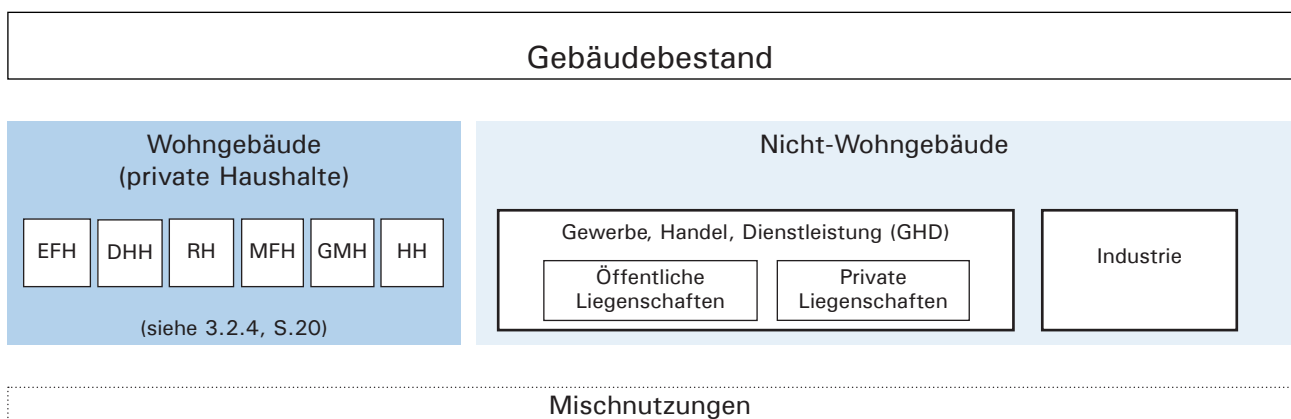 Gebäudebestand
Wohngebäude
(private Haushalte)
EFH
DHH
RH
MFH
GMH
HH
(siehe 3.2.4, S.20)
Nicht-Wohngebäude
Gewerbe, Handel, Dienstleistung (GHD)
Öffentliche
Liegenschaften
Private
Liegenschaften
Industrie
Mischnutzungen